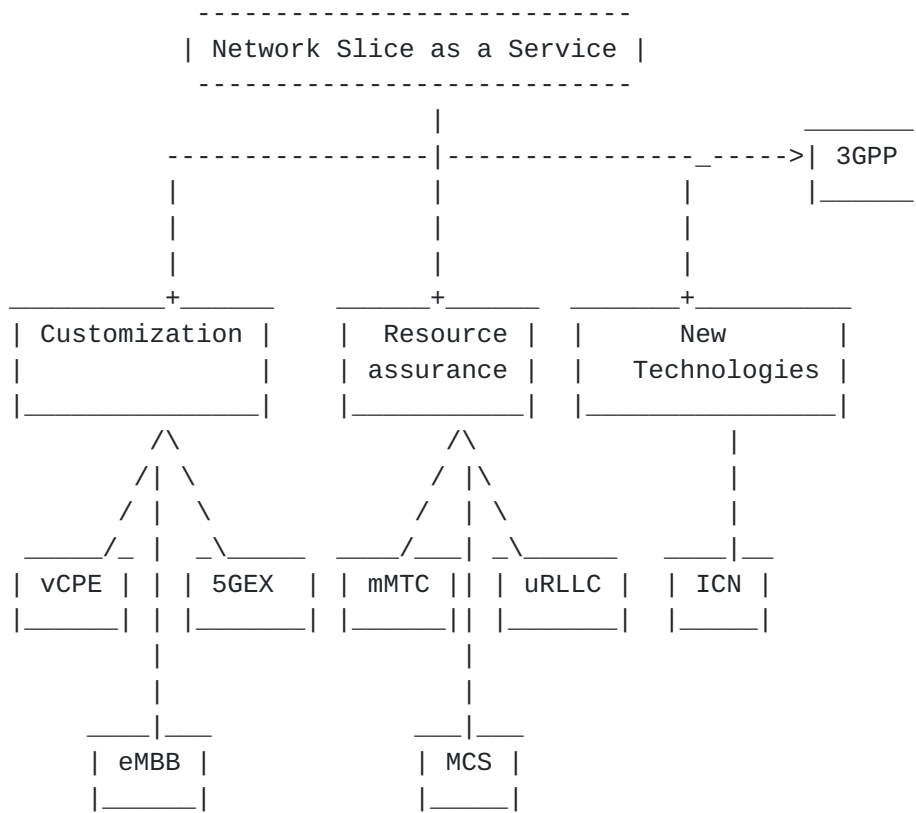 Network Slice as a Service
3GPP
Customization
Resource assurance
New Technologies
vCPE
5GEX
mMTC
uRLLC
ICN
eMBB
MCS